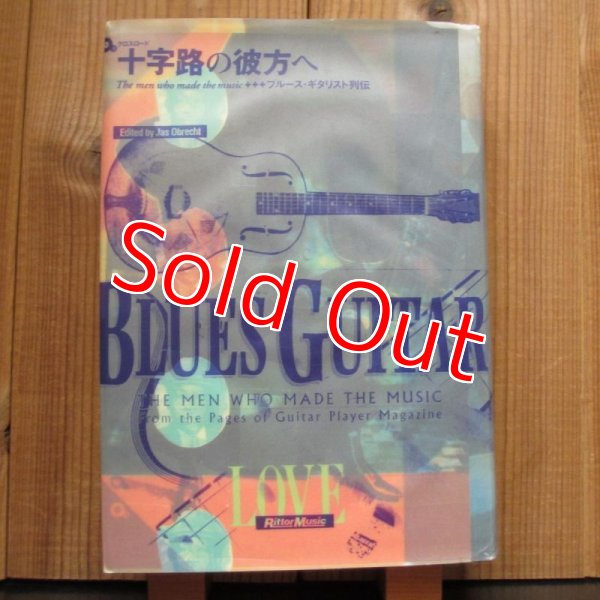 クロスロード
十字路の彼方へ
The men who made the music +++ブルース・ギタリスト列伝
Edited by Jas Obrecht
Sold Out
BLUES GUITAR
THE MEN WHO MADE THE MUSIC
From the Pages of Guitar Player Magazine
LOVE
Rittor Music